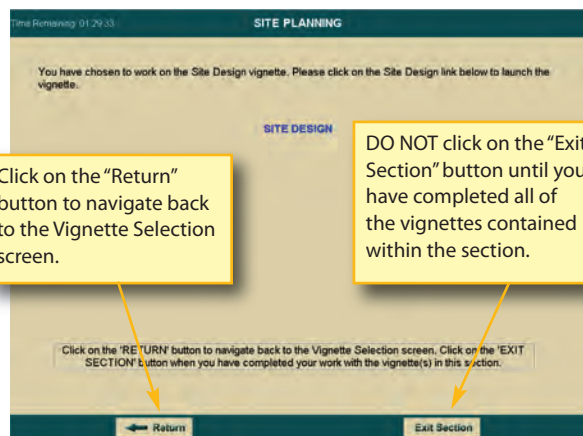 Time Remaining: 01:29:33
SITE PLANNING
You have chosen to work on the Site Design vignette. Please click on the Site Design link below to launch the
vignette.
SITE DESIGN
Click on the “Return”
button to navigate back
to the Vignette Selection
screen.
DO NOT click on the “Exit
Section” button until you
have completed all of
the vignettes contained
within the section.
Click on the 'RETURN' button to navigate back to the Vignette Selection screen. Click on the 'EXIT
SECTION' button when you have completed your work with the vignette(s) in this section.
Return
Exit Section